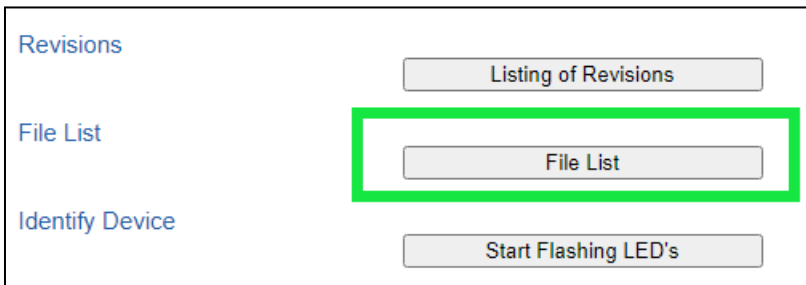 Revisions
Listing of Revisions
File List
File List
Identify Device
Start Flashing LED's